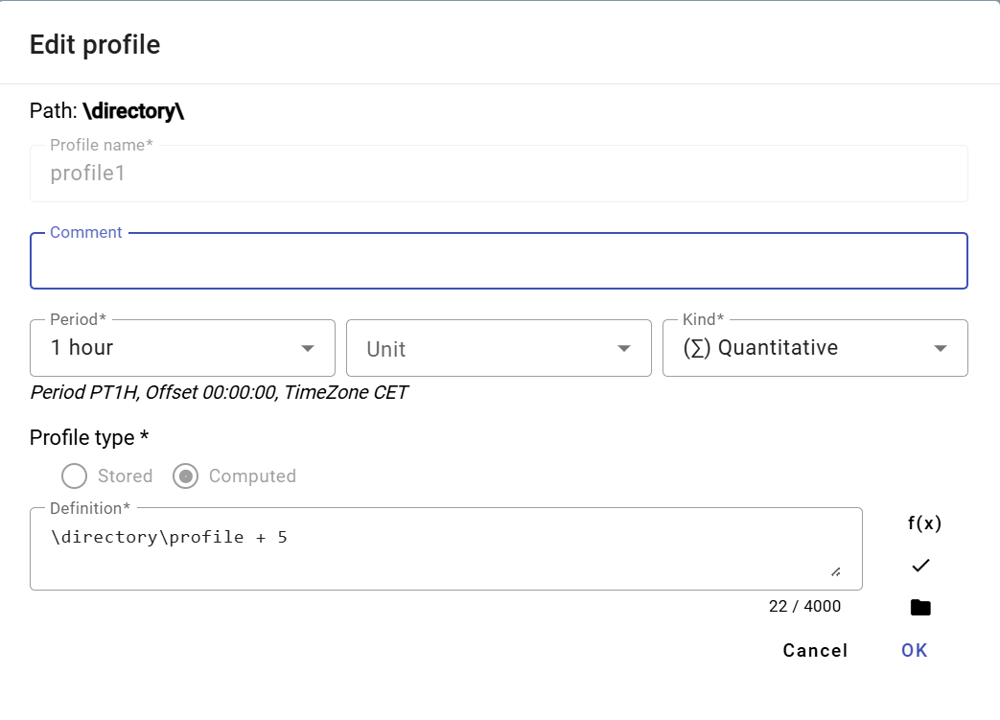 Edit profile
Path: \directory\
Profile name*
profile1
Comment
Period*
1 hour
Unit
Kind*
(∑) Quantitative
Period PT1H, Offset 00:00:00, TimeZone CET
Profile type *
Stored
Computed
Definition*
\directory\profile + 5
f(x)
22 / 4000
Cancel
OK